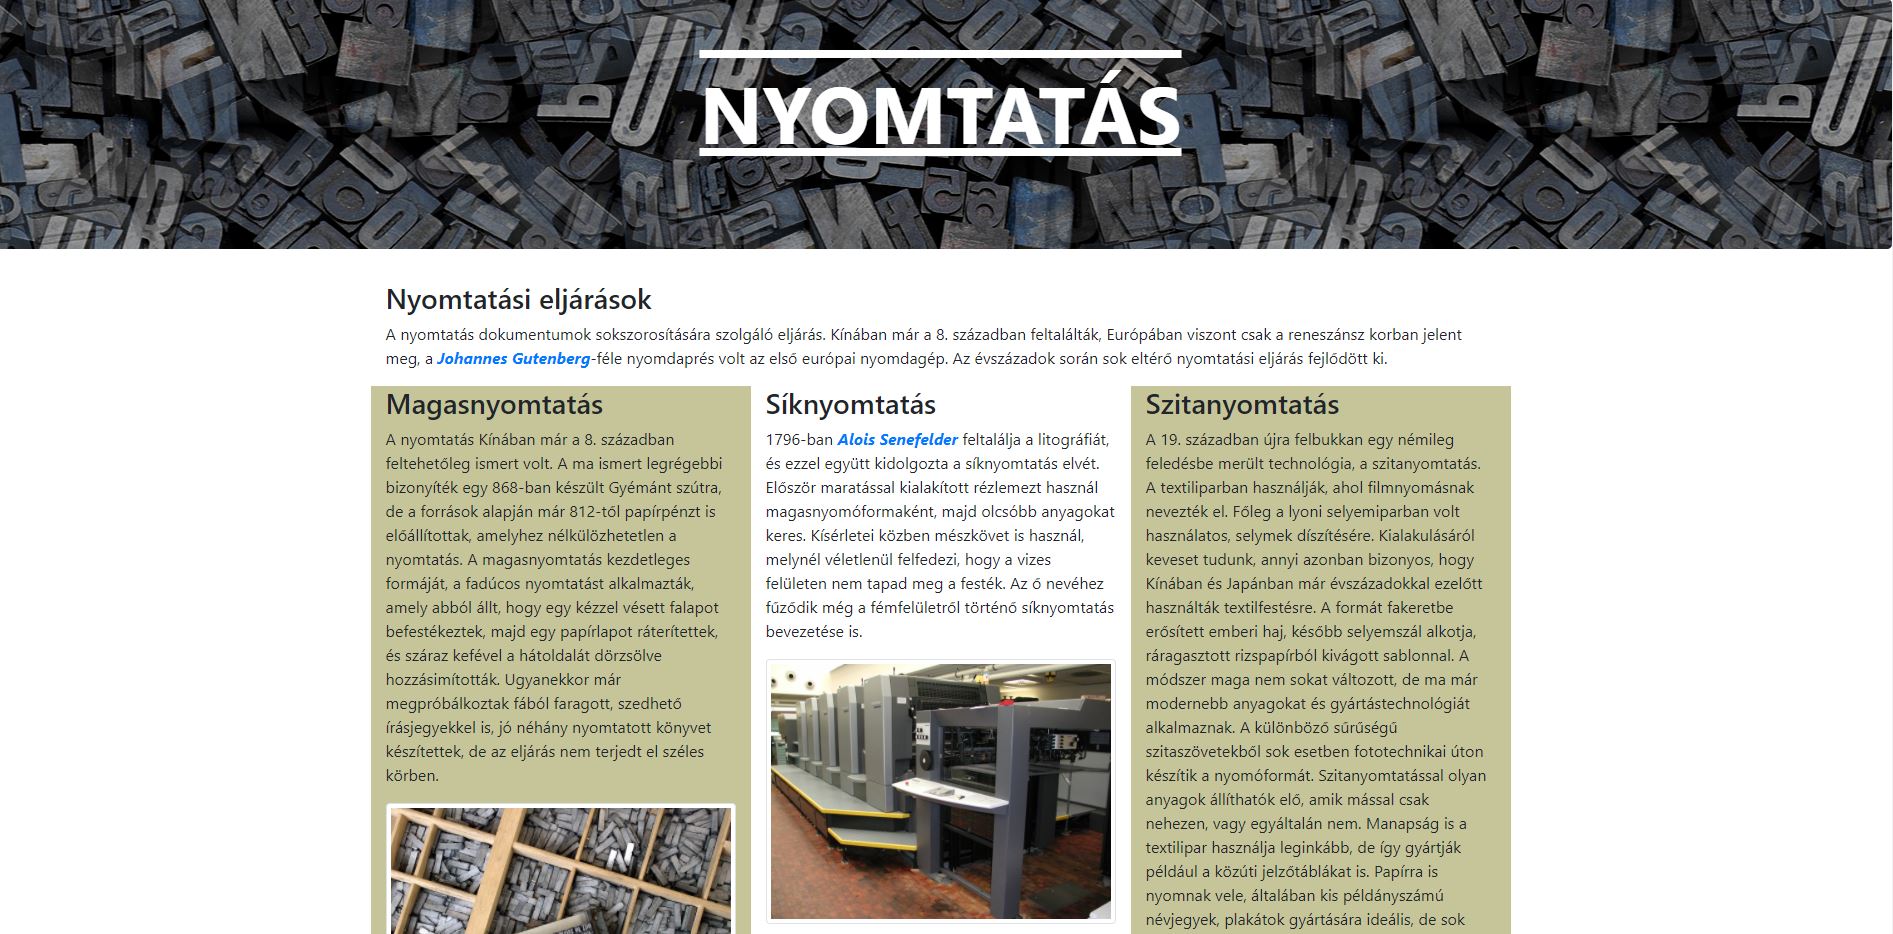 NYOMTATÁS
Nyomtatási eljárások
A nyomtatás dokumentumok sokszorosítására szolgáló eljárás. Kínában már a 8. században feltalálták, Európában viszont csak a reneszánsz korban jelent
meg, a Johannes Gutenberg-féle nyomdaprés volt az első európai nyomdagép. Az évszázadok során sok eltérő nyomtatási eljárás fejlődött ki.
Magasnyomtatás
A nyomtatás Kínában már a 8. században
feltehetőleg ismert volt. A ma ismert legrégebbi
bizonyíték egy 868-ban készült Gyémánt szútra,
de a források alapján már 812-től papírpénzt is
előállítottak, amelyhez nélkülözhetetlen a
nyomtatás. A magasnyomtatás kezdetleges
formáját, a fadúcos nyomtatást alkalmazták,
amely abból állt, hogy egy kézzel vésett falapot
befestékeztek, majd egy papírlapot ráterítettek,
és száraz kefével a hátoldalát dörzsölve
hozzásimították. Ugyanekkor már
megpróbálkoztak fából faragott, szedhető
írásjegyekkel is, jó néhány nyomtatott könyvet
készítettek, de az eljárás nem terjedt el széles
körben.
Síknyomtatás
1796-ban Alois Senefelder feltalálja a litográfiát,
és ezzel együtt kidolgozta a síknyomtatás elvét.
Először maratással kialakított rézlemezt használ
magasnyomóformaként, majd olcsóbb anyagokat
keres. Kísérletei közben mészkövet is használ,
melynél véletlenül felfedezi, hogy a vizes
felületen nem tapad meg a festék. Az ő nevéhez
fűződik még a fémfelületről történő síknyomtatás
bevezetése is.
Szitanyomtatás
A 19. században újra felbukkan egy némileg
feledésbe merült technológia, a szitanyomtatás.
A textiliparban használják, ahol filmnyomásnak
nevezték el. Főleg a lyoni selyemiparban volt
használatos, selymek díszítésére. Kialakulásáról
keveset tudunk, annyi azonban bizonyos, hogy
Kínában és Japánban már évszázadokkal ezelőtt
használták textilfestésre. A formát fakeretbe
erősített emberi haj, később selyemszál alkotja,
ráragasztott rizspapírból kivágott sablonnal. A
módszer maga nem sokat változott, de ma már
modernebb anyagokat és gyártástechnológiát
alkalmaznak. A különböző sűrűségű
szitaszövetekből sok esetben fototechnikai úton
készítik a nyomóformát. Szitanyomtatással olyan
anyagok állíthatók elő, amik mással csak
nehezen, vagy egyáltalán nem. Manapság is a
textilipar használja leginkább, de így gyártják
például a közúti jelzőtáblákat is. Papírra is
nyomnak vele, általában kis példányszámú
névjegyek, plakátok gyártására ideális, de sok